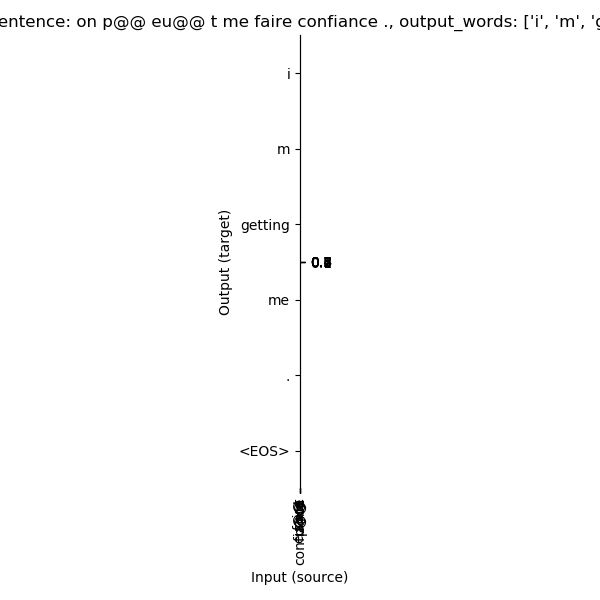 entence: on p@@ eu@@ t me faire confiance ., output_words: ['i', 'm', 'g
i
m
getting
me
.
<EOS>
Output (target)
Input (source)